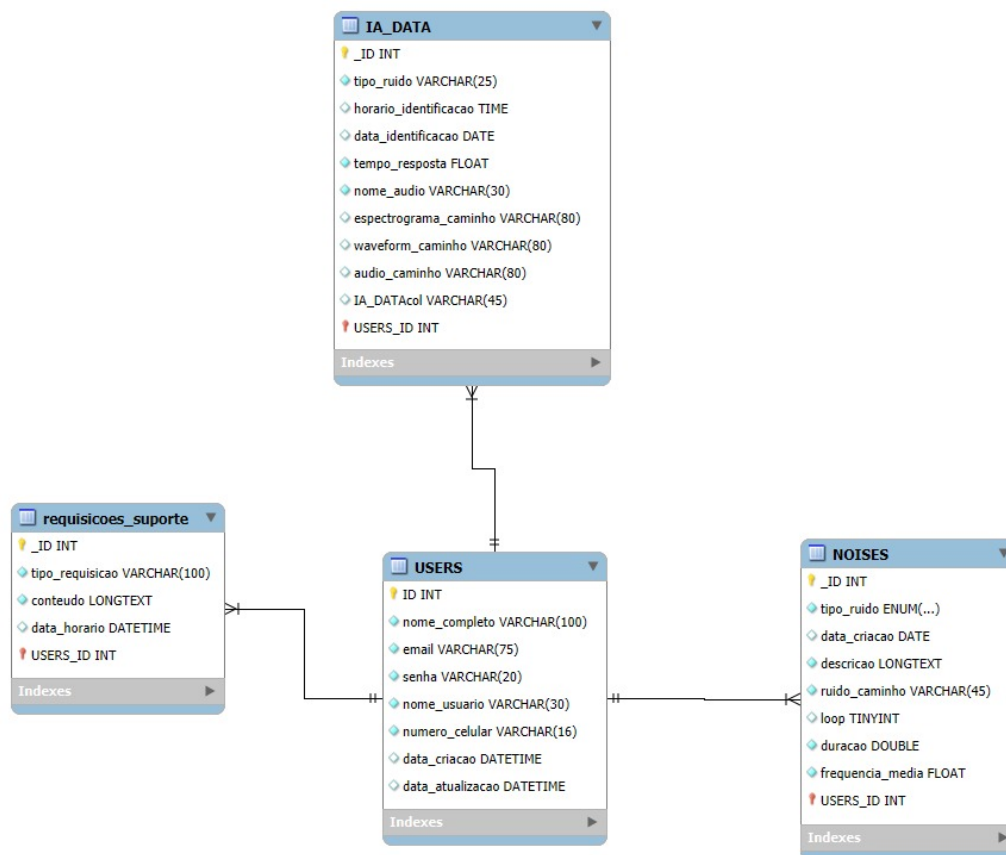 IA_DATA
_ID INT
tipo_ruido VARCHAR(25)
horario_identificacao TIME
data_identificacao DATE
tempo_resposta FLOAT
nome_audio VARCHAR(30)
espectrograma_caminho VARCHAR(80)
waveform_caminho VARCHAR(80)
audio_caminho VARCHAR(80)
IA_DATAcol VARCHAR(45)
USERS_ID INT
Indexes
requisicoes_suporte
_ID INT
tipo_requisicao VARCHAR(100)
conteudo LONGTEXT
data_horario DATETIME
USERS_ID INT
Indexes
USERS
ID INT
nome_completo VARCHAR(100)
email VARCHAR(75)
senha VARCHAR(20)
nome_usuario VARCHAR(30)
numero_celular VARCHAR(16)
data_criacao DATETIME
data_atualizacao DATETIME
Indexes
NOISES
_ID INT
tipo_ruido ENUM(...)
data_criacao DATE
descricao LONGTEXT
ruido_caminho VARCHAR(45)
loop TINYINT
duracao DOUBLE
frequencia_media FLOAT
USERS_ID INT
Indexes